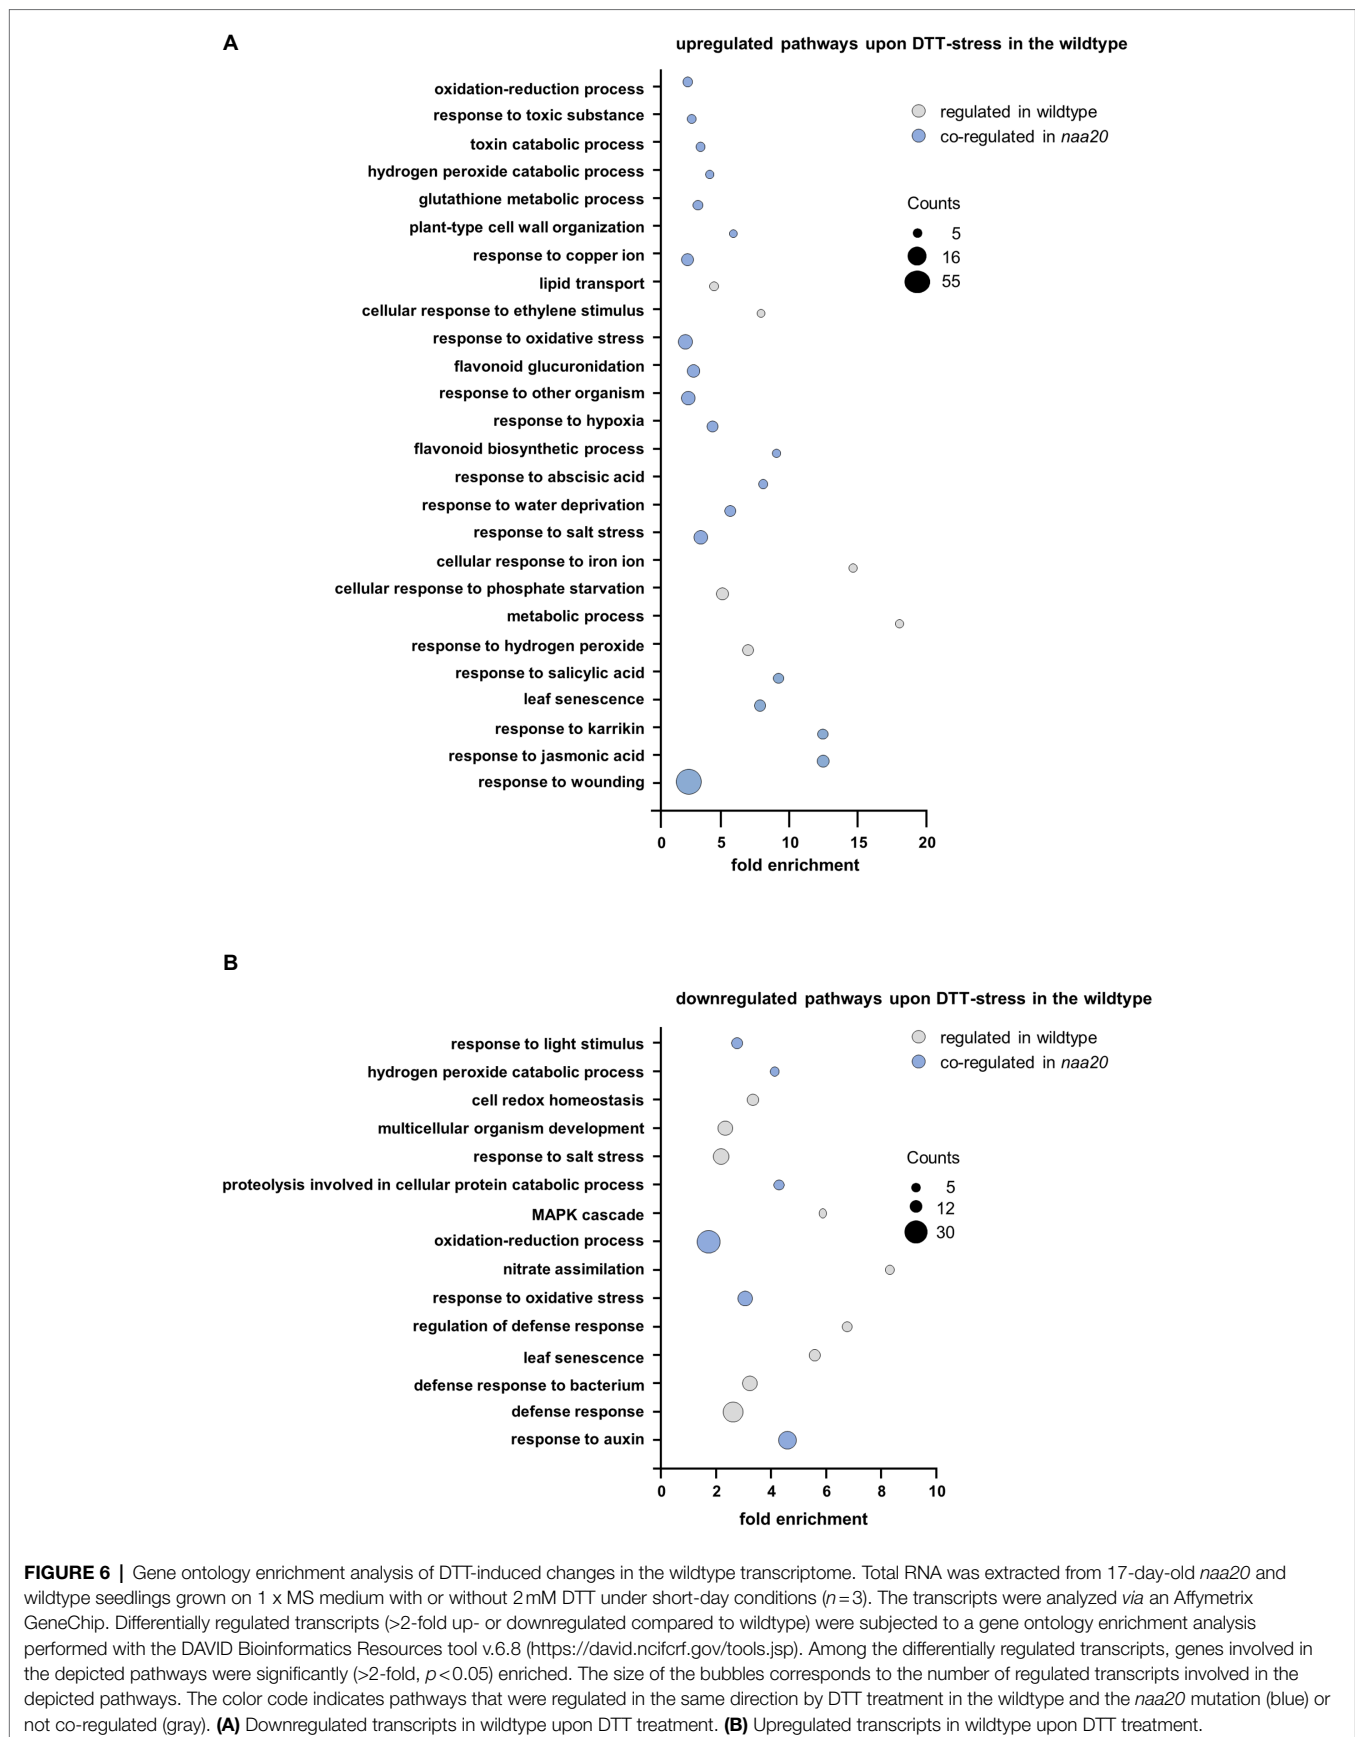 A
upregulated pathways upon DTT-stress in the wildtype
oxidation-reduction process
response to toxic substance
toxin catabolic process
hydrogen peroxide catabolic process
glutathione metabolic process
plant-type cell wall organization
response to copper ion
lipid transport
cellular response to ethylene stimulus
response to oxidative stress
flavonoid glucuronidation
response to other organism
response to hypoxia
flavonoid biosynthetic process
response to abscisic acid
response to water deprivation
response to salt stress
cellular response to iron ion
cellular response to phosphate starvation
metabolic process
response to hydrogen peroxide
response to salicylic acid
leaf senescence
response to karrikin
response to jasmonic acid
response to wounding
regulated in wildtype
co-regulated in naa20
Counts
5
16
55
0 5 10 15 20
fold enrichment
B
downregulated pathways upon DTT-stress in the wildtype
response to light stimulus
hydrogen peroxide catabolic process
cell redox homeostasis
multicellular organism development
response to salt stress
proteolysis involved in cellular protein catabolic process
MAPK cascade
oxidation-reduction process
nitrate assimilation
response to oxidative stress
regulation of defense response
leaf senescence
defense response to bacterium
defense response
response to auxin
regulated in wildtype
co-regulated in naa20
Counts
5
12
30
0 2 4 6 8 10
fold enrichment
FIGURE 6 | Gene ontology enrichment analysis of DTT-induced changes in the wildtype transcriptome. Total RNA was extracted from 17-day-old naa20 and
wildtype seedlings grown on 1 x MS medium with or without 2 mM DTT under short-day conditions (n = 3). The transcripts were analyzed via an Affymetrix
GeneChip. Differentially regulated transcripts (>2-fold up- or downregulated compared to wildtype) were subjected to a gene ontology enrichment analysis
performed with the DAVID Bioinformatics Resources tool v.6.8 (https://david.ncifcrf.gov/tools.jsp). Among the differentially regulated transcripts, genes involved in
the depicted pathways were significantly (>2-fold, p < 0.05) enriched. The size of the bubbles corresponds to the number of regulated transcripts involved in the
depicted pathways. The color code indicates pathways that were regulated in the same direction by DTT treatment in the wildtype and the naa20 mutation (blue) or
not co-regulated (gray). (A) Downregulated transcripts in wildtype upon DTT treatment. (B) Upregulated transcripts in wildtype upon DTT treatment.